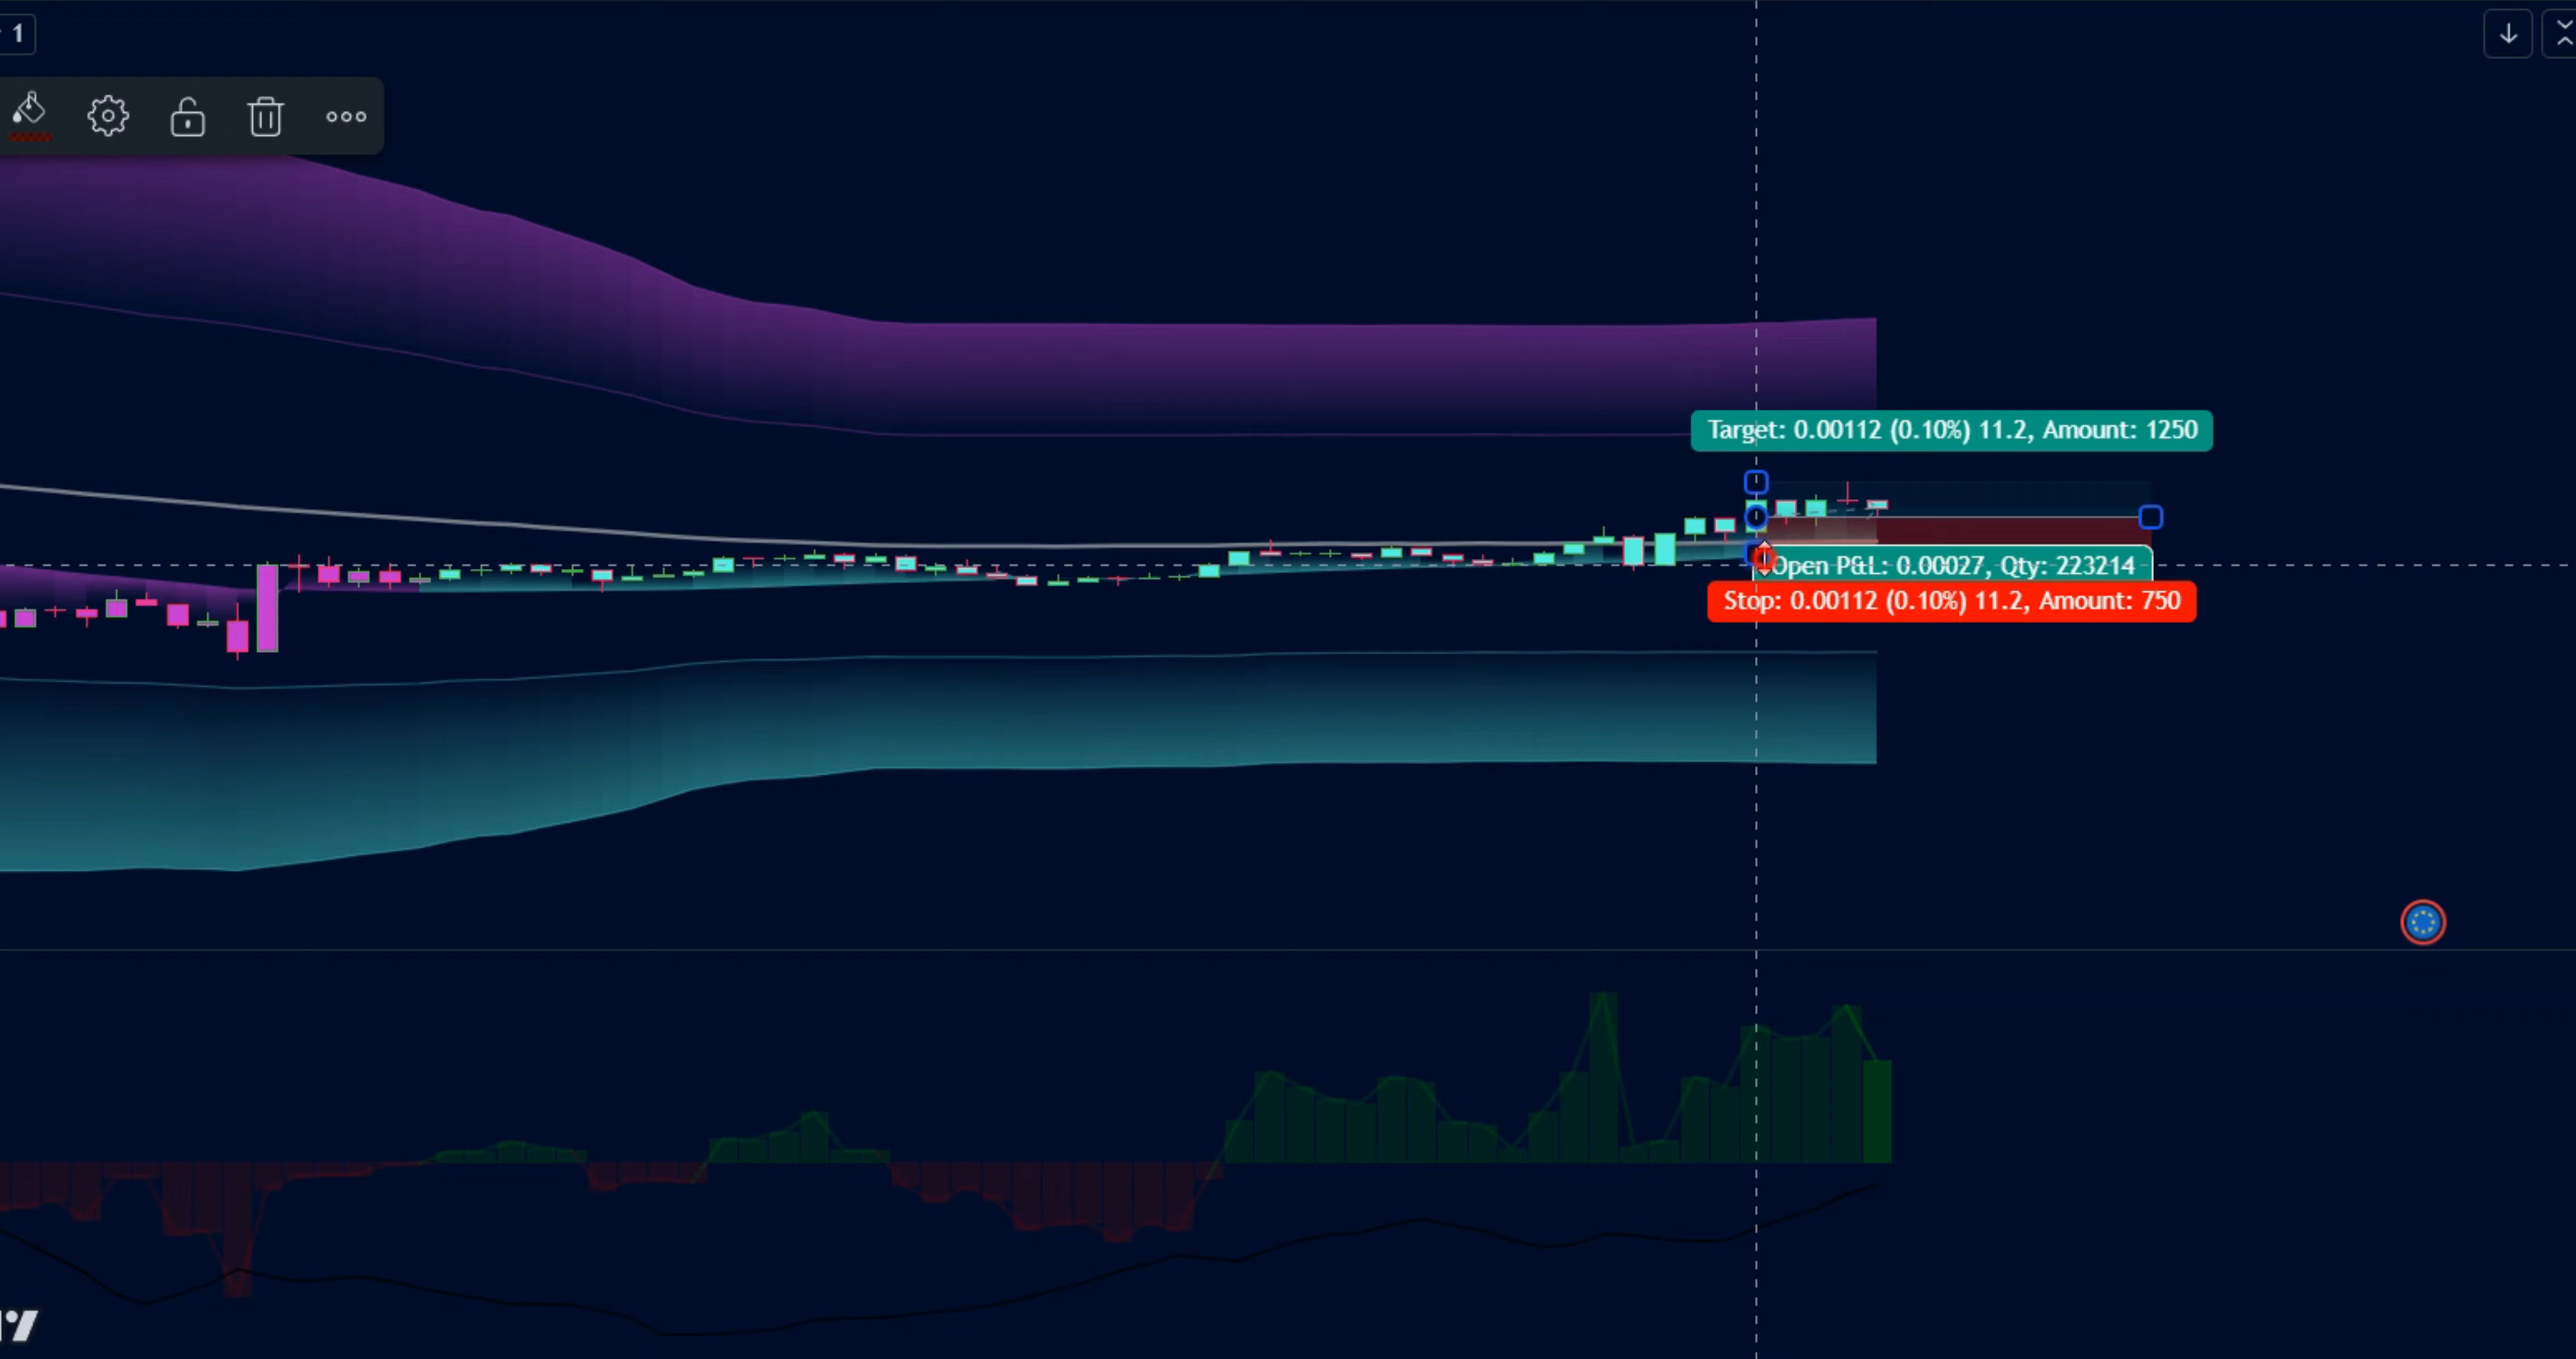 1
Target: 0.00112 (0.10%) 11.2, Amount: 1250
Open P&L: 0.00027, Qty: 223214
Stop: 0.00112 (0.10%) 11.2, Amount: 750